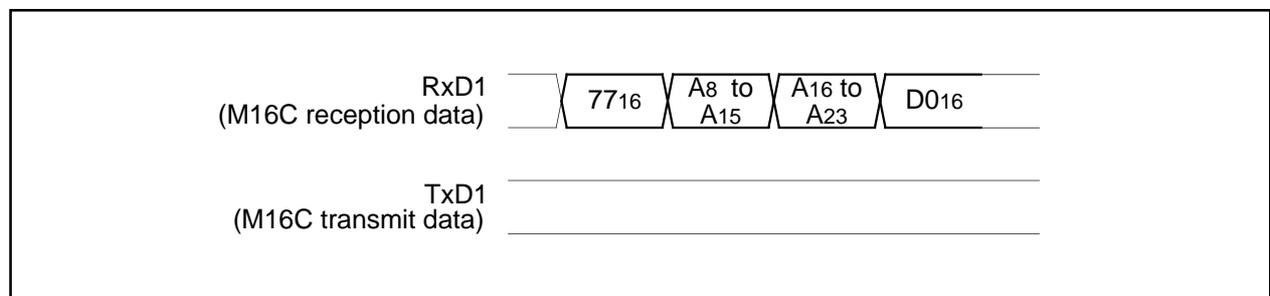 RxD1
(M16C reception data)
7716
A8 to
A15
A16 to
A23
D016
TxD1
(M16C transmit data)